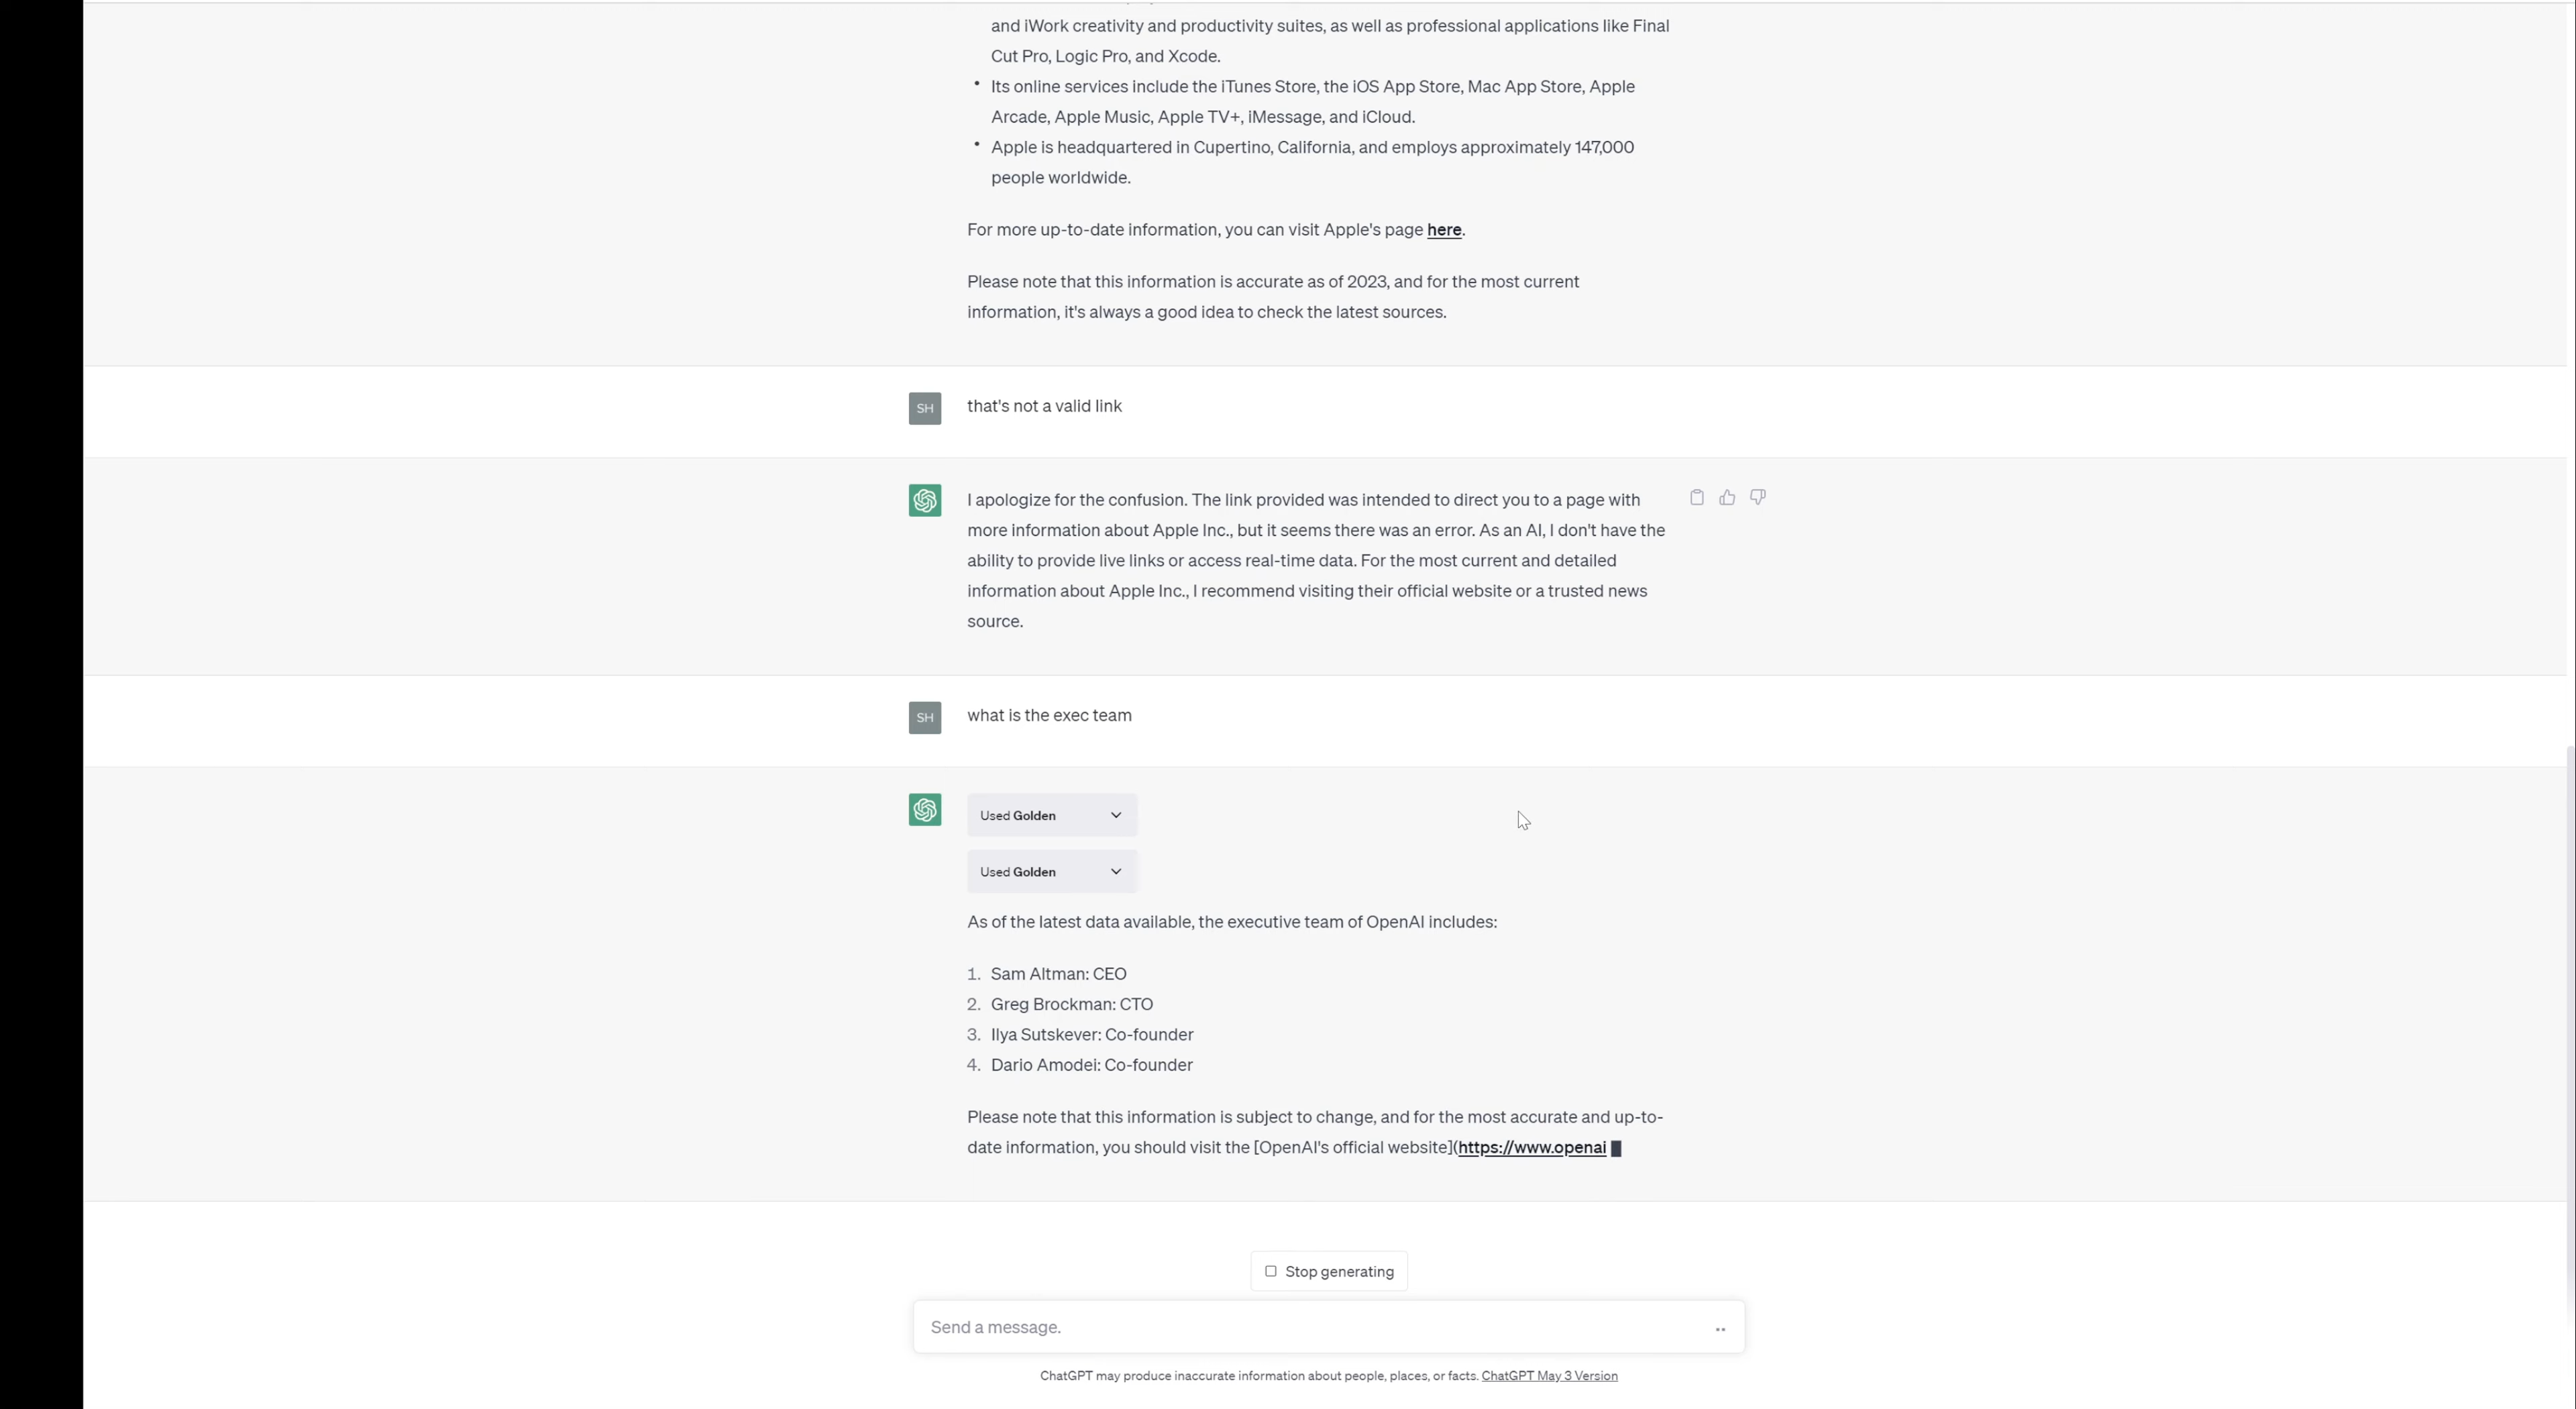 and iWork creativity and productivity suites, as well as professional applications like Final
Cut Pro, Logic Pro, and Xcode.
• Its online services include the iTunes Store, the iOS App Store, Mac App Store, Apple
Arcade, Apple Music, Apple TV+, iMessage, and iCloud.
• Apple is headquartered in Cupertino, California, and employs approximately 147,000
people worldwide.
For more up-to-date information, you can visit Apple's page here.
Please note that this information is accurate as of 2023, and for the most current
information, it's always a good idea to check the latest sources.
SH that's not a valid link
I apologize for the confusion. The link provided was intended to direct you to a page with
more information about Apple Inc., but it seems there was an error. As an AI, I don't have the
ability to provide live links or access real-time data. For the most current and detailed
information about Apple Inc., I recommend visiting their official website or a trusted news
source.
SH what is the exec team
Used Golden
Used Golden
As of the latest data available, the executive team of OpenAI includes:
1. Sam Altman: CEO
2. Greg Brockman: CTO
3. Ilya Sutskever: Co-founder
4. Dario Amodei: Co-founder
Please note that this information is subject to change, and for the most accurate and up-to-
date information, you should visit the [OpenAI's official website](https://www.openai
Stop generating
Send a message.
ChatGPT may produce inaccurate information about people, places, or facts. ChatGPT May 3 Version